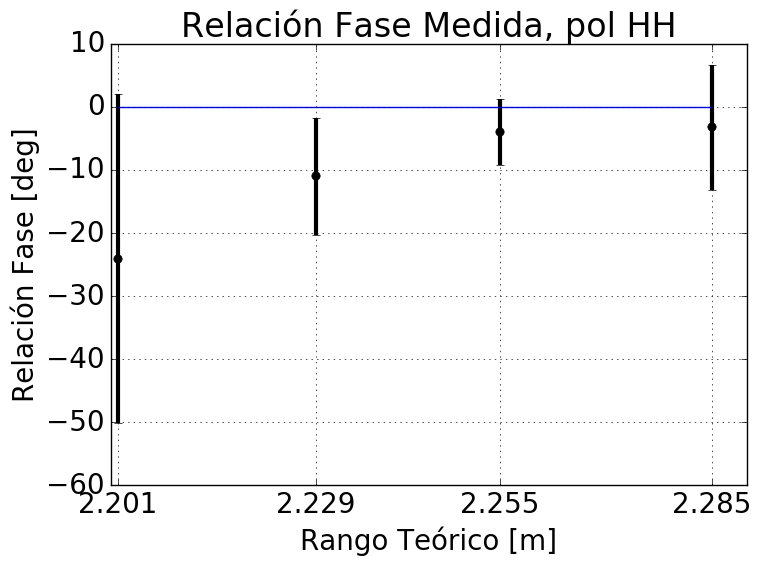 Relación Fase Medida, pol HH
10
0
−10
−20
−30
−40
−50
−60
Relación Fase [deg]
2.201 2.229 2.255 2.285
Rango Teórico [m]